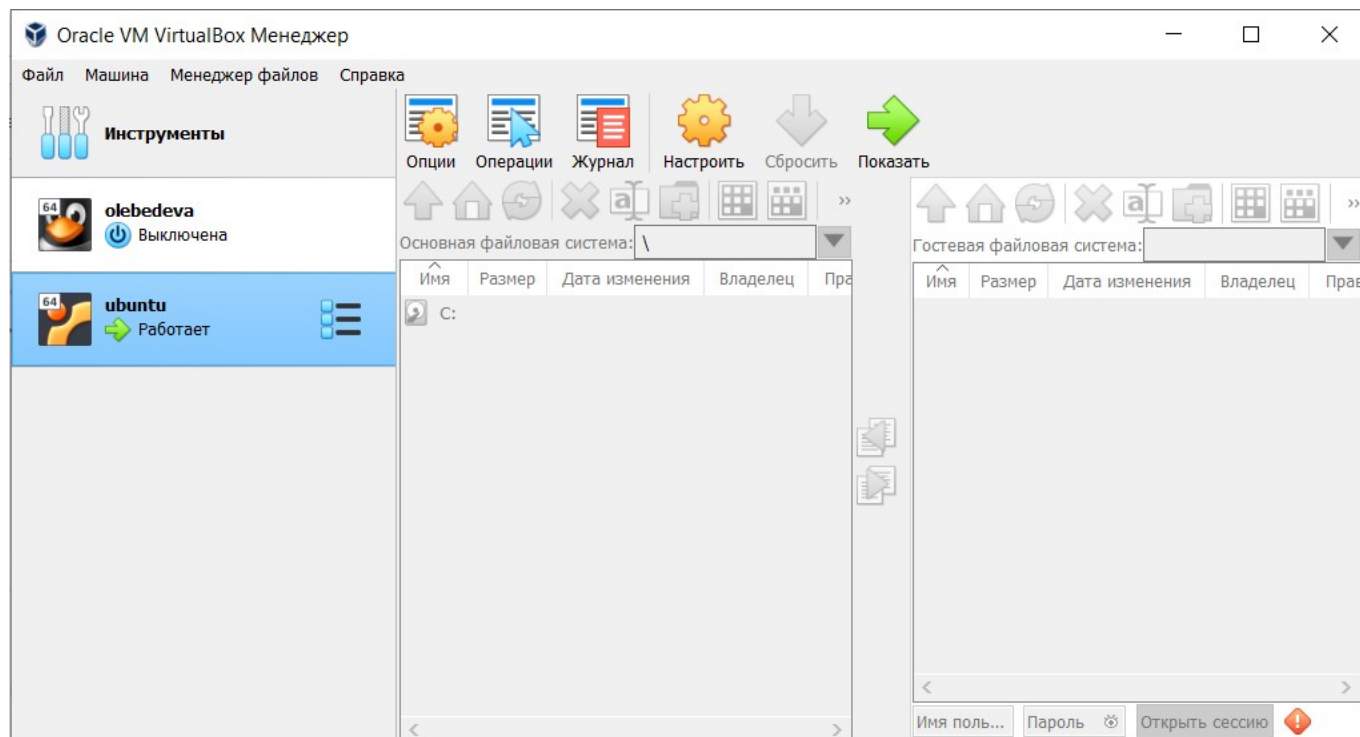 Oracle VM VirtualBox Менеджер
Файл Машина Менеджер файлов Справка
Инструменты
Опции Операции Журнал Настроить Сбросить Показать
64
olebedeva
Выключена
64
ubuntu
Работает
a
»
Основная файловая система: \
Имя Размер Дата изменения Владелец Пра
C:
a
»
Гостевая файловая система:
Имя Размер Дата изменения Владелец Прав
Имя поль... Пароль Открыть сессию